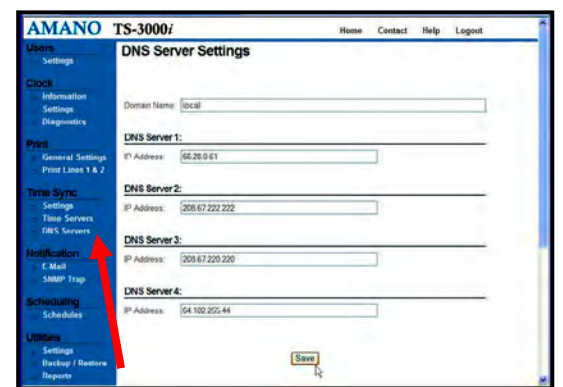 AMANO TS-3000i
Home Contact Help Logout
Users
Settings
Clock
Information
Settings
Diagnostics
Print
General Settings
Print Lines 1 & 2
Time Sync
Settings
Time Servers
DNS Servers
Notification
E Mail
SNMP Trap
Scheduling
Schedules
Utilities
Settings
Backup / Restore
Reports
DNS Server Settings
Domain Name: local
DNS Server 1:
IP Address: 66.28.0.61
DNS Server 2:
IP Address: 208.67.222.222
DNS Server 3:
IP Address: 208.67.220.220
DNS Server 4:
IP Address:
Save